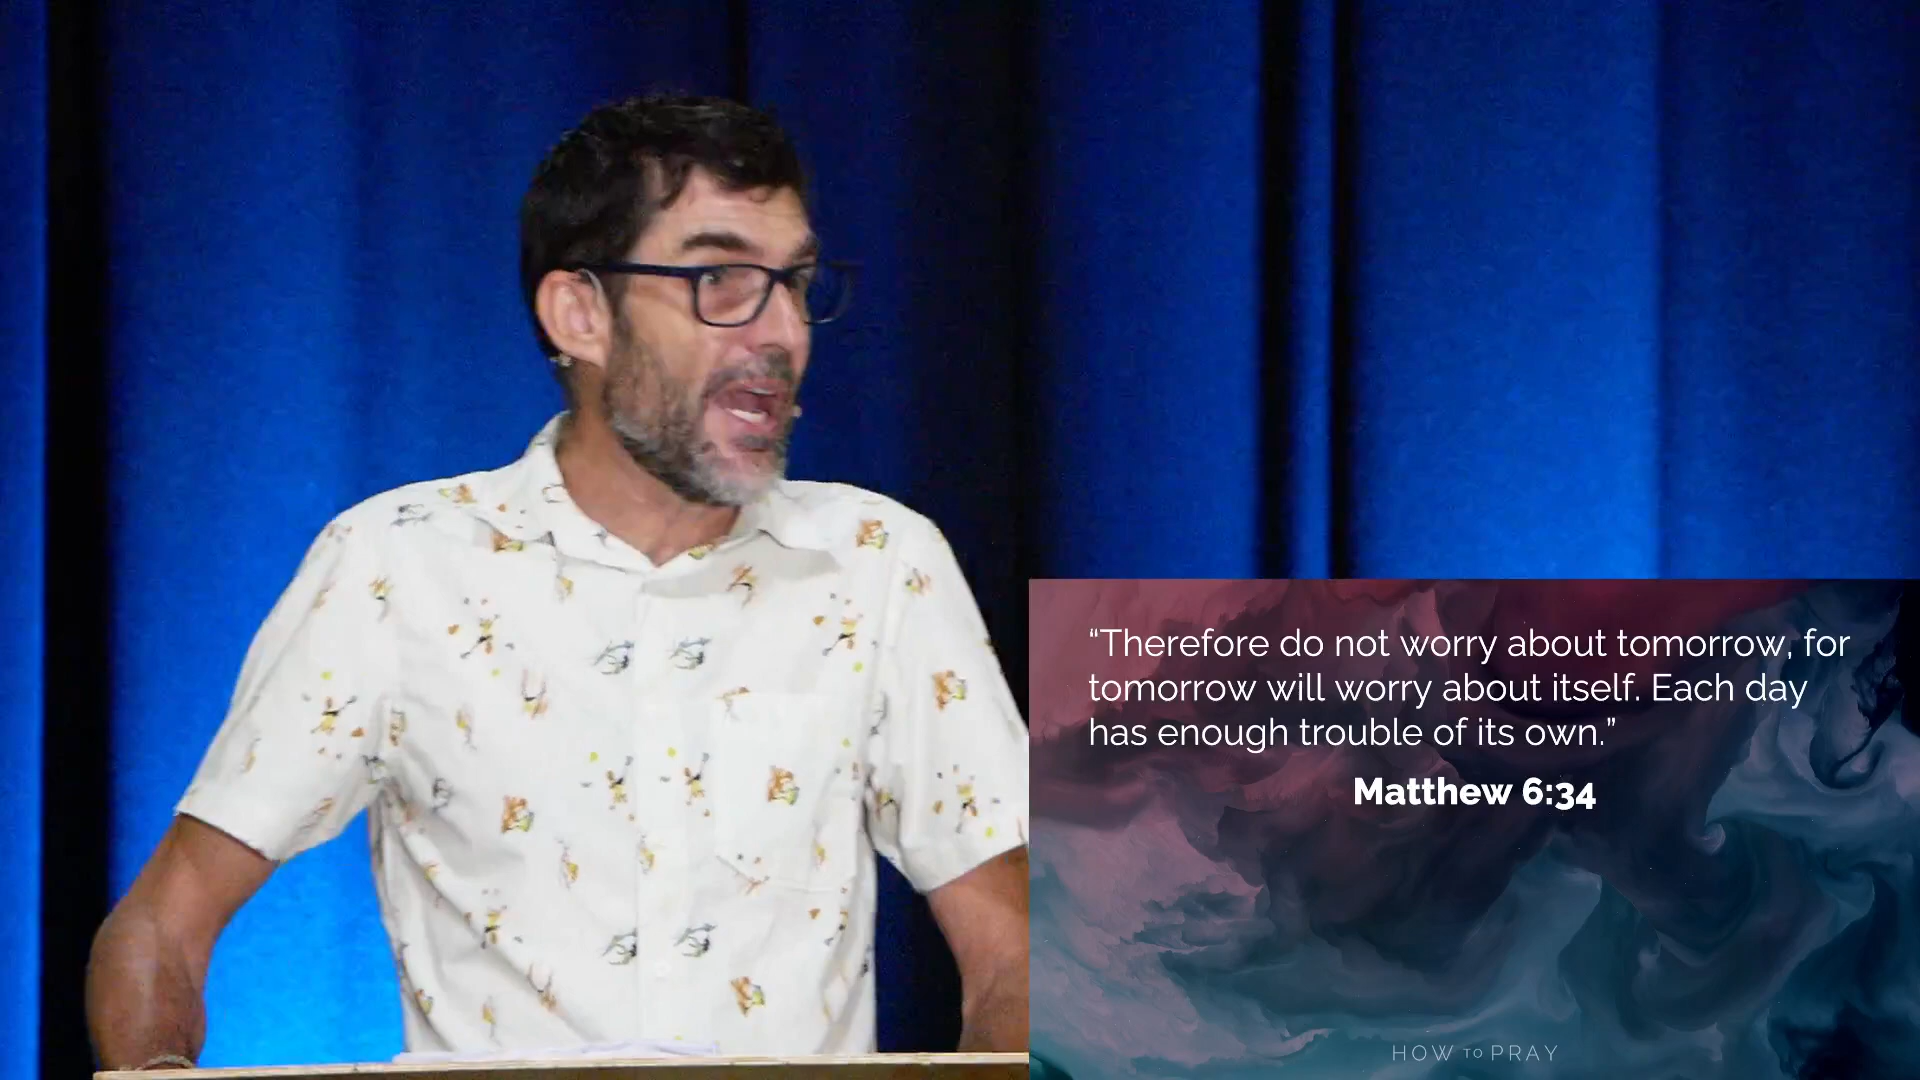 “Therefore do not worry about tomorrow, for
tomorrow will worry about itself. Each day
has enough trouble of its own.”
Matthew 6:34
HOW TO PRAY